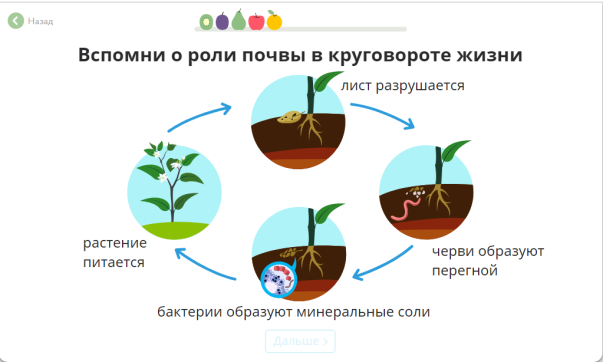 Назад
Вспомни о роли почвы в круговороте жизни
лист разрушается
черви образуют
перегной
бактерии образуют минеральные соли
растение
питается
Дальше >